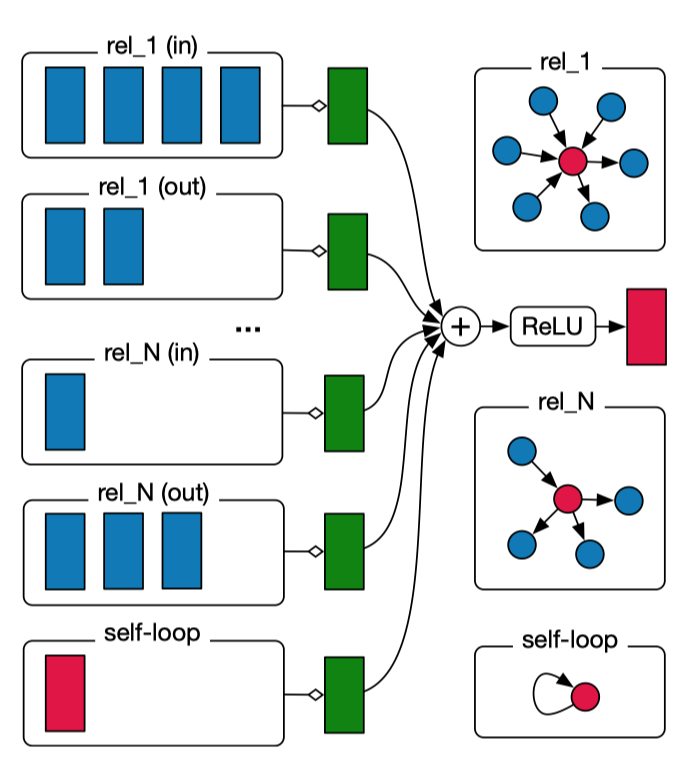 rel_1 (in)
rel_1 (out)
...
rel_N (in)
rel_N (out)
self-loop
+
ReLU
rel_1
rel_N
self-loop